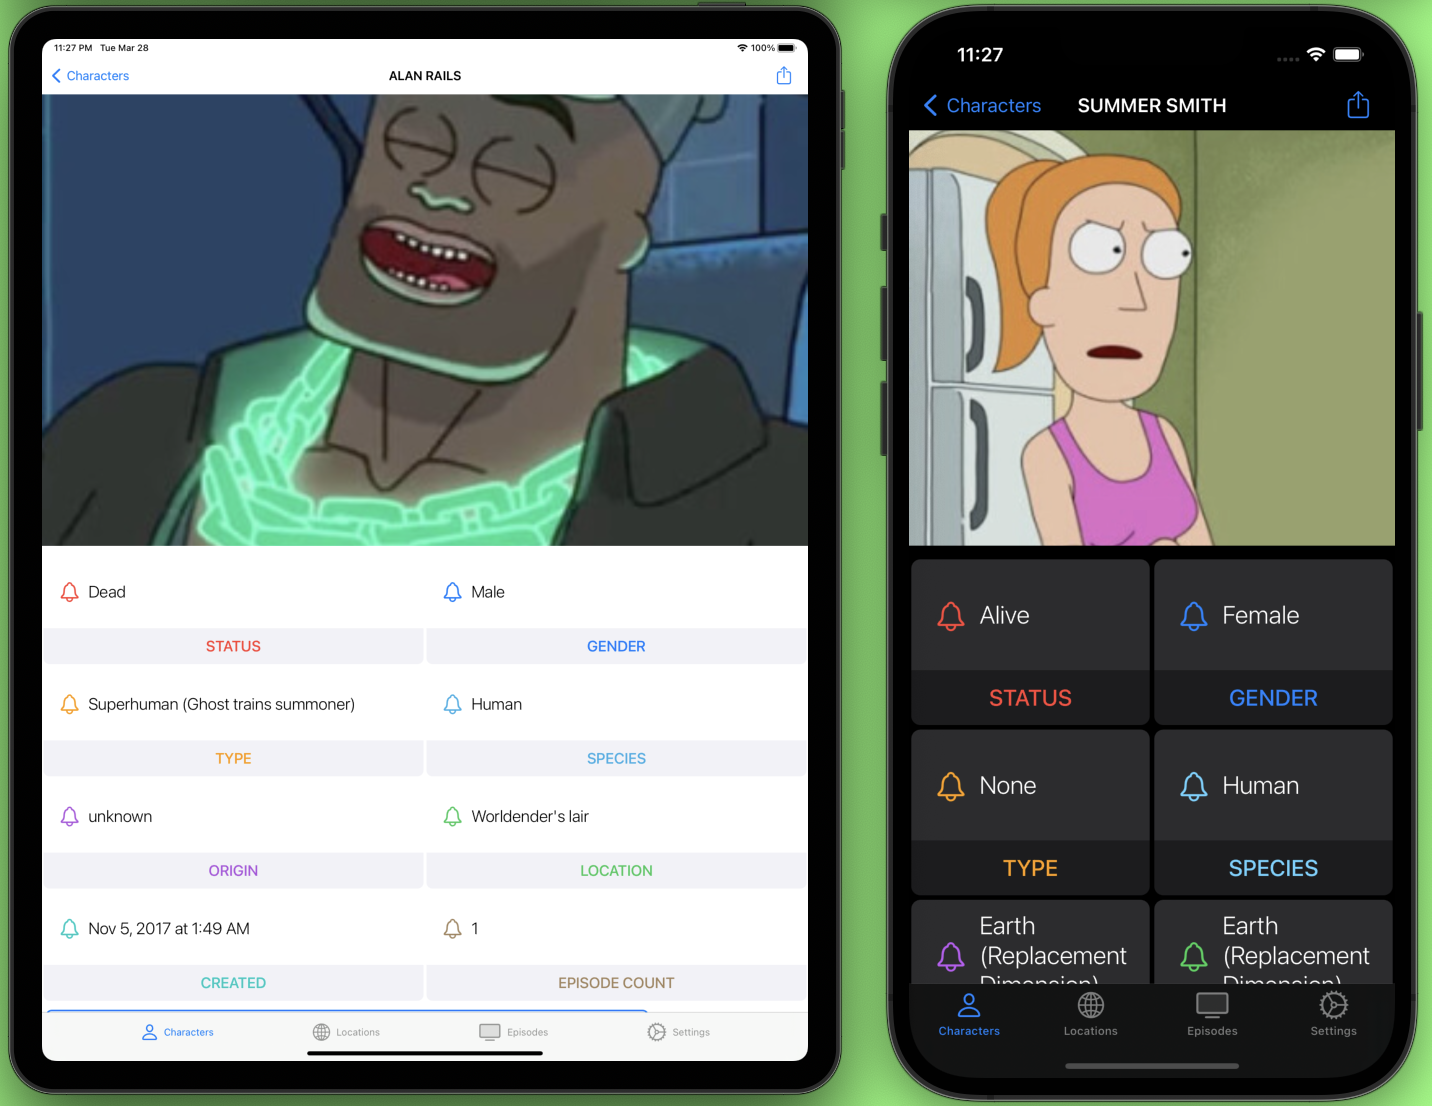 11:27 PM Tue Mar 28
100%
Characters
ALAN RAILS
Dead
Male
STATUS
GENDER
Superhuman (Ghost trains summoner)
Human
TYPE
SPECIES
unknown
Worldender's lair
ORIGIN
LOCATION
Nov 5, 2017 at 1:49 AM
1
CREATED
EPISODE COUNT
Characters
Locations
Episodes
Settings
11:27
Characters
SUMMER SMITH
Alive
Female
STATUS
GENDER
None
Human
TYPE
SPECIES
Earth
(Replacement
Dimension)
Earth
(Replacement
Dimension)
Characters
Locations
Episodes
Settings